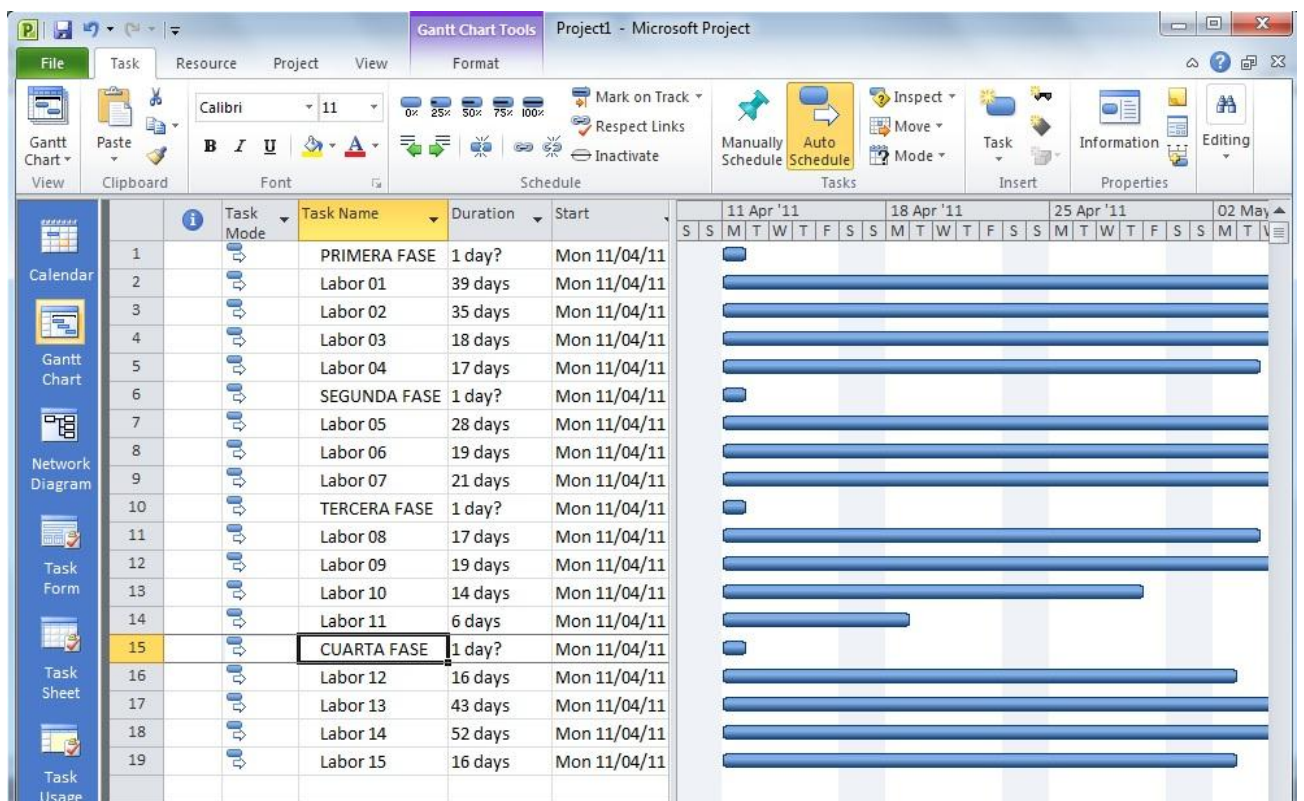 Gantt Chart Tools Project1 - Microsoft Project
File Task Resource Project View Format
Calibri 11 0% 25% 50% 75% 100% Mark on Track Inspect
Respect Links Move
Gantt Chart Paste B I U A Inactivate Manually Schedule Auto Schedule Mode Task Information Editing
View Clipboard Font Schedule Tasks Insert Properties
Task Mode Task Name Duration Start 11 Apr '11 18 Apr '11 25 Apr '11 02 May
S S M T W T F S S M T W T F S S M T W T F S S M T
1 PRIMERA FASE 1 day? Mon 11/04/11
2 Labor 01 39 days Mon 11/04/11
3 Labor 02 35 days Mon 11/04/11
4 Labor 03 18 days Mon 11/04/11
5 Labor 04 17 days Mon 11/04/11
6 SEGUNDA FASE 1 day? Mon 11/04/11
7 Labor 05 28 days Mon 11/04/11
8 Labor 06 19 days Mon 11/04/11
9 Labor 07 21 days Mon 11/04/11
10 TERCERA FASE 1 day? Mon 11/04/11
11 Labor 08 17 days Mon 11/04/11
12 Labor 09 19 days Mon 11/04/11
13 Labor 10 14 days Mon 11/04/11
14 Labor 11 6 days Mon 11/04/11
15 CUARTA FASE 1 day? Mon 11/04/11
16 Labor 12 16 days Mon 11/04/11
17 Labor 13 43 days Mon 11/04/11
18 Labor 14 52 days Mon 11/04/11
19 Labor 15 16 days Mon 11/04/11
Calendar
Gantt
Chart
Network
Diagram
Task
Form
Task
Sheet
Task
Usage